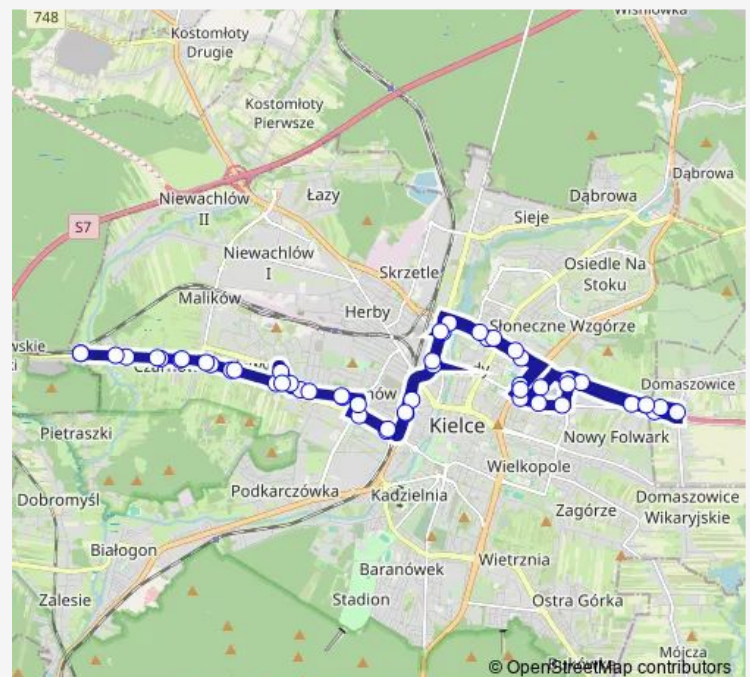 748
Wiśniówka
Kostomłoty
Drugie
Kostomłoty
Pierwsze
Dąbrowa
Niewachlów
II
Łazy
Dąbrowa
Sieje
S7
Niewachlów
I
Osiedle Na
Stoku
Skrzetle
Malików
Herby
Słoneczne Wzgórze
Domaszowice
Kielce
Nowy Folwark
Pietraszki
Wielkopole
Podkarczówka
Kadzielnia
Dobromyśl
Zagórze
Domaszowice
Wikaryjskie
Białogon
Wietrznia
Baranówek
Zalesie
Stadion
Ostra Górka
Mójcza
© OpenStreetMap contributors